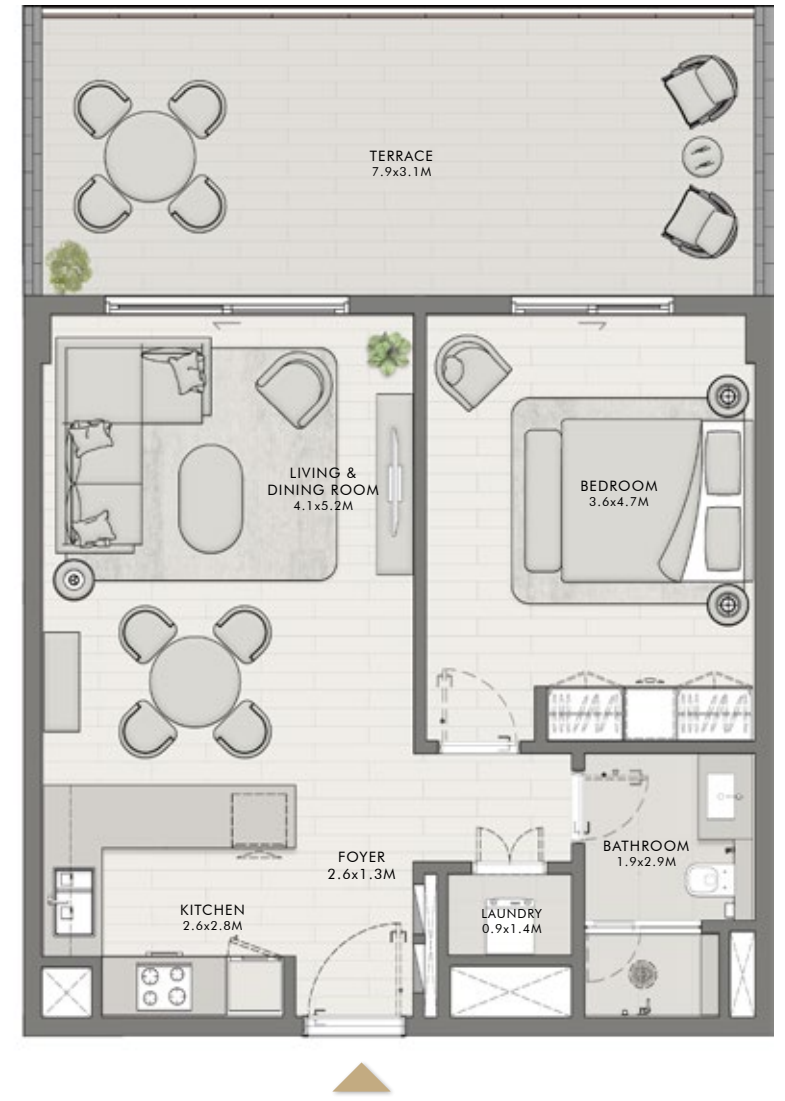 TERRACE
7.9x3.1M
LIVING &
DINING ROOM
4.1x5.2M
BEDROOM
3.6x4.7M
FOYER
2.6x1.3M
BATHROOM
1.9x2.9M
KITCHEN
2.6x2.8M
LAUNDRY
0.9x1.4M